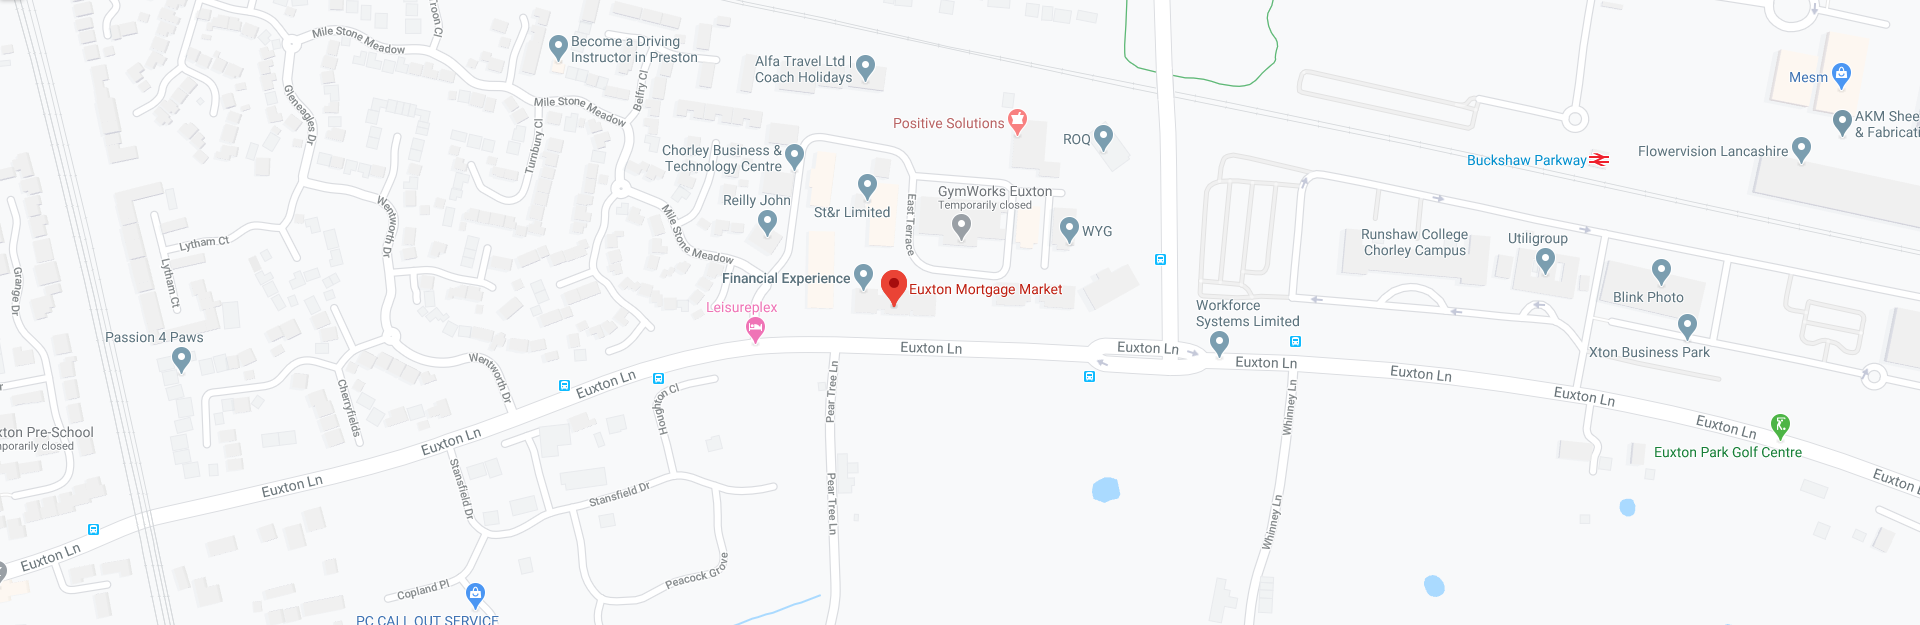 Mile Stone Meadow
Become a Driving
Instructor in Preston
Alfa Travel Ltd |
Coach Holidays
Belfry Cl
Mile Stone Meadow
Gleneagles Dr
Turnbury Cl
Positive Solutions
ROQ
Mesm
AKM Shee
& Fabricati
Flowervision Lancashire
Buckshaw Parkway
Chorley Business &
Technology Centre
Reilly John
St&r Limited
East Terrace
GymWorks Euxton
Temporarily closed
WYG
Wentworth Dr
Mile Stone Meadow
Lytham Ct
Lytham Ct
Grange Dr
Runshaw College
Chorley Campus
Utiligroup
Blink Photo
Financial Experience
Euxton Mortgage Market
Leisureplex
Workforce
Systems Limited
Passion 4 Paws
Xton Business Park
Euxton Ln
Euxton Ln
Euxton Ln
Euxton Ln
Euxton Ln
Euxton Ln
Wentworth Dr
Euxton Ln
Cherryfields
hton Cl
Hough
Pear Tree Ln
Whinney Ln
Euxton Park Golf Centre
xton Pre-School
porarily closed
Euxton Ln
Euxton Ln
Stansfield Dr
Stansfield Dr
Pear Tree Ln
Whinney Ln
Euxton L
Euxton Ln
Copland Pl
Peacock Grove
PC CALL OUT SERVICE